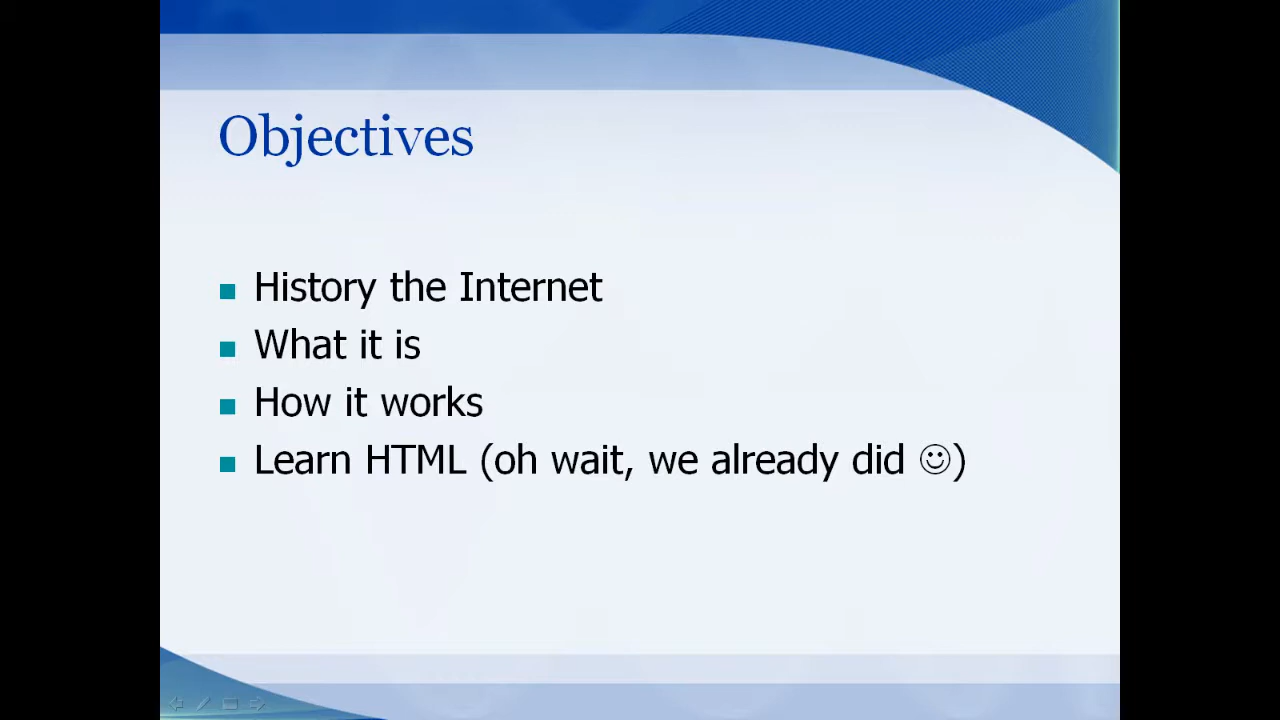 Objectives
History the Internet
What it is
How it works
Learn HTML (oh wait, we already did ☺)